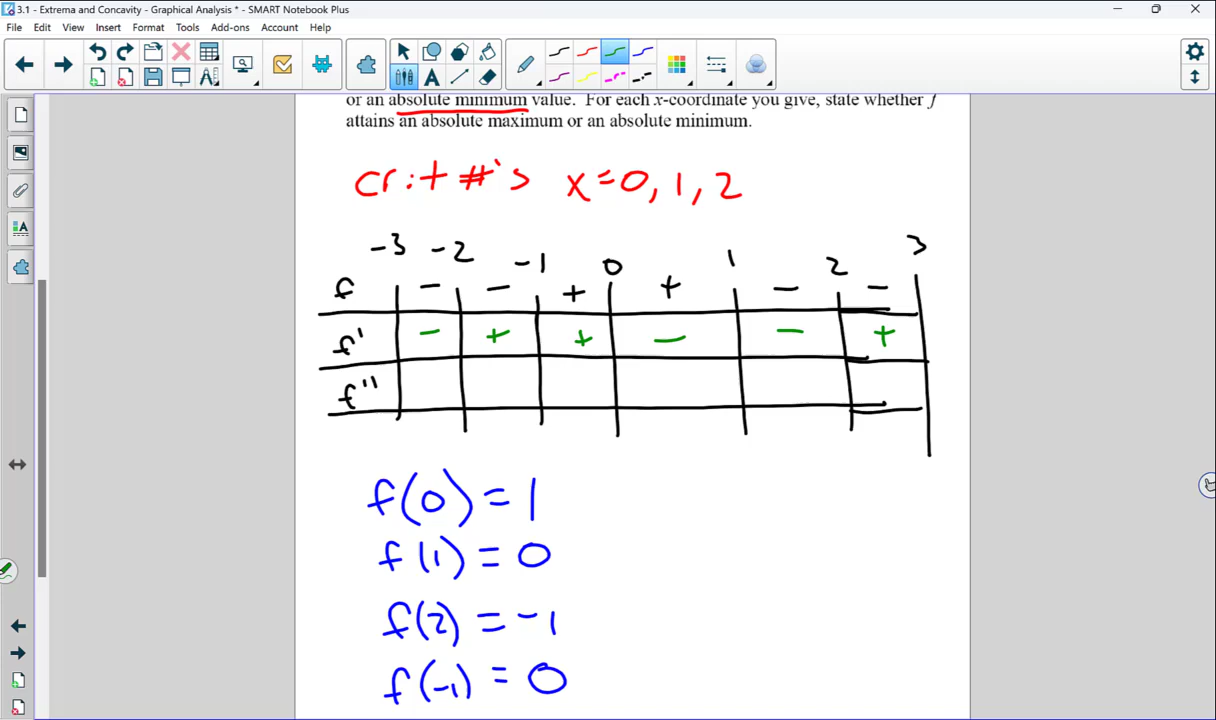 3.1 - Extrema and Concavity - Graphical Analysis * - SMART Notebook Plus
File Edit View Insert Format Tools Add-ons Account Help
or an absolute minimum value. For each x-coordinate you give, state whether f
attains an absolute maximum or an absolute minimum.
crit #'s x=0, 1, 2
-3 -2 -1 0 1 2 3
f - - + + - -
f' - + + - - +
f''
f(0) = 1
f(1) = 0
f(2) = -1
f(-1) = 0